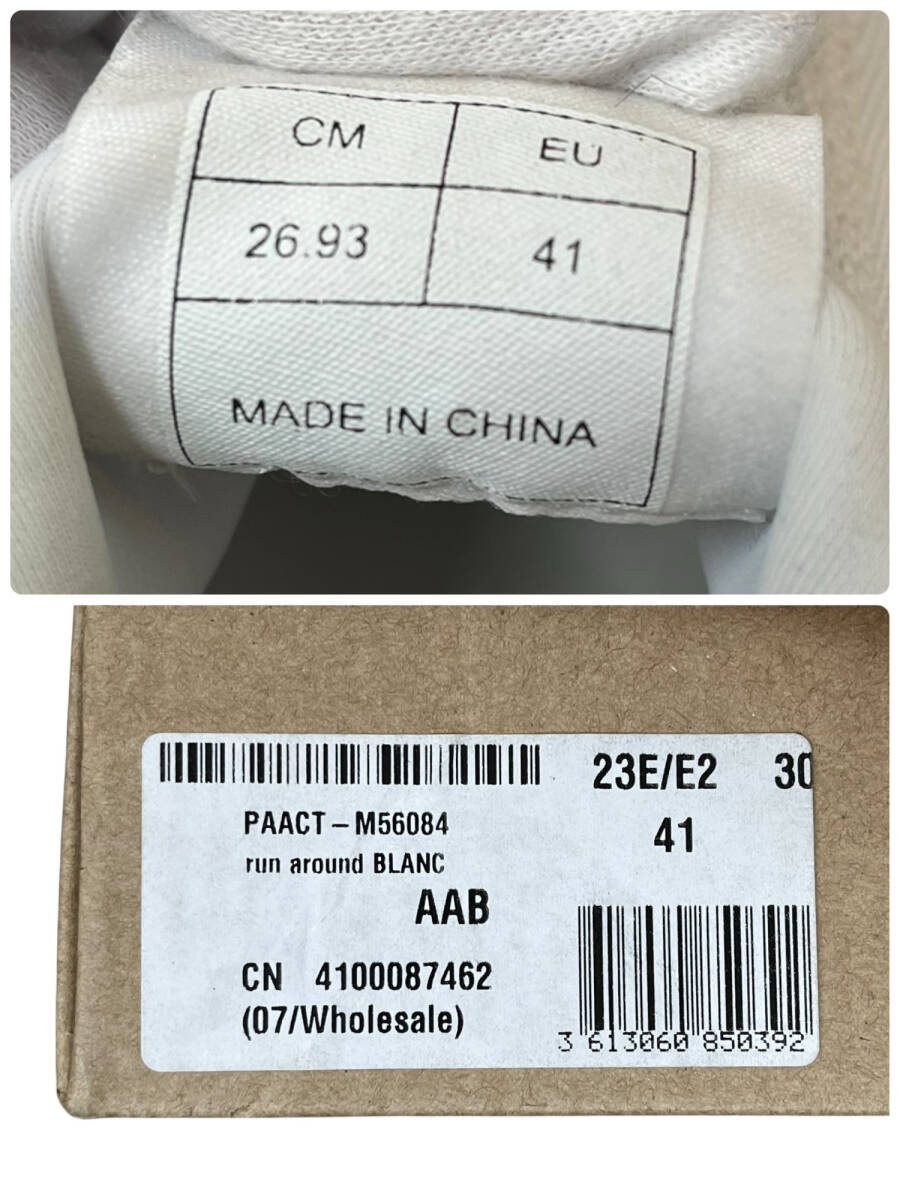 CM EU
26.93 41
MADE IN CHINA
23E/E2 30
PAACT-M56084
41
run around BLANC
AAB
CN 4100087462
(07/Wholesale)
3 613060 850392